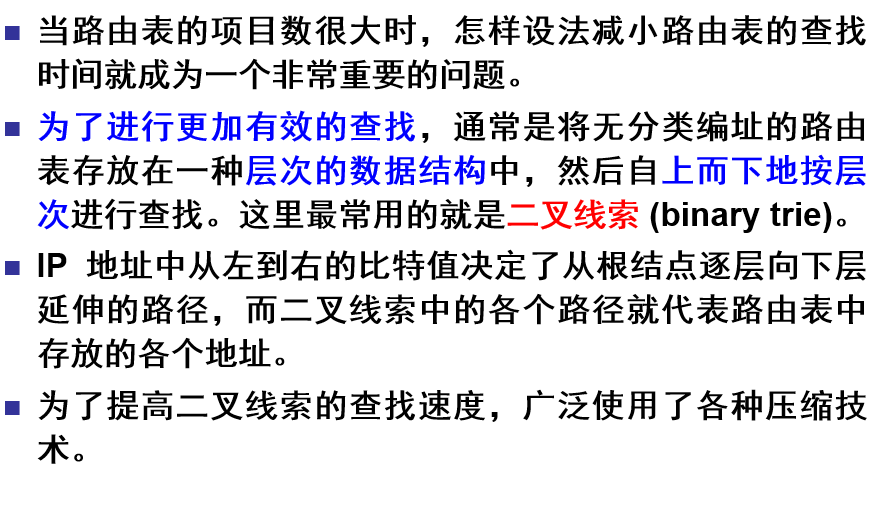 当路由表的项目数很大时，怎样设法减小路由表的查找
时间就成为一个非常重要的问题。
为了进行更加有效的查找，通常是将无分类编址的路由
表存放在一种层次的数据结构中，然后自上而下地按层
次进行查找。这里最常用的就是二叉线索 (binary trie)。
IP 地址中从左到右的比特值决定了从根结点逐层向下层
延伸的路径，而二叉线索中的各个路径就代表路由表中
存放的各个地址。
为了提高二叉线索的查找速度，广泛使用了各种压缩技
术。